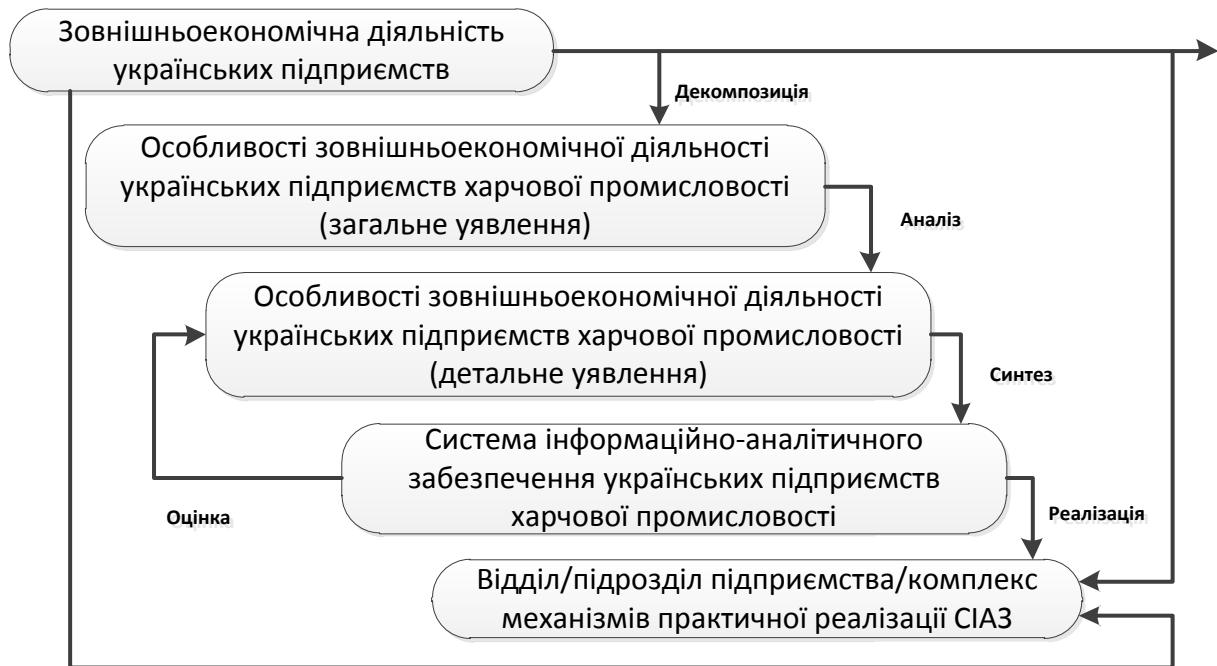 Зовнішньоекономічна діяльність
українських підприємств
Декомпозиція
Особливості зовнішньоекономічної діяльності
українських підприємств харчової промисловості
(загальне уявлення)
Аналіз
Особливості зовнішньоекономічної діяльності
українських підприємств харчової промисловості
(детальне уявлення)
Синтез
Система інформаційно-аналітичного
забезпечення українських підприємств
харчової промисловості
Оцінка
Реалізація
Відділ/підрозділ підприємства/комплекс
механізмів практичної реалізації СІАЗ